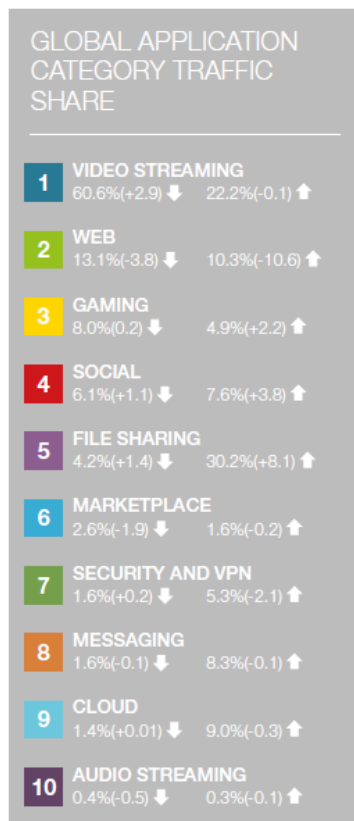 GLOBAL APPLICATION
CATEGORY TRAFFIC
SHARE
1 VIDEO STREAMING
60.6%(+2.9) 22.2%(-0.1)
2 WEB
13.1%(-3.8) 10.3%(-10.6)
3 GAMING
8.0%(0.2) 4.9%(+2.2)
4 SOCIAL
6.1%(+1.1) 7.6%(+3.8)
5 FILE SHARING
4.2%(+1.4) 30.2%(+8.1)
6 MARKETPLACE
2.6%(-1.9) 1.6%(-0.2)
7 SECURITY AND VPN
1.6%(+0.2) 5.3%(-2.1)
8 MESSAGING
1.6%(-0.1) 8.3%(-0.1)
9 CLOUD
1.4%(+0.01) 9.0%(-0.3)
10 AUDIO STREAMING
0.4%(-0.5) 0.3%(-0.1)